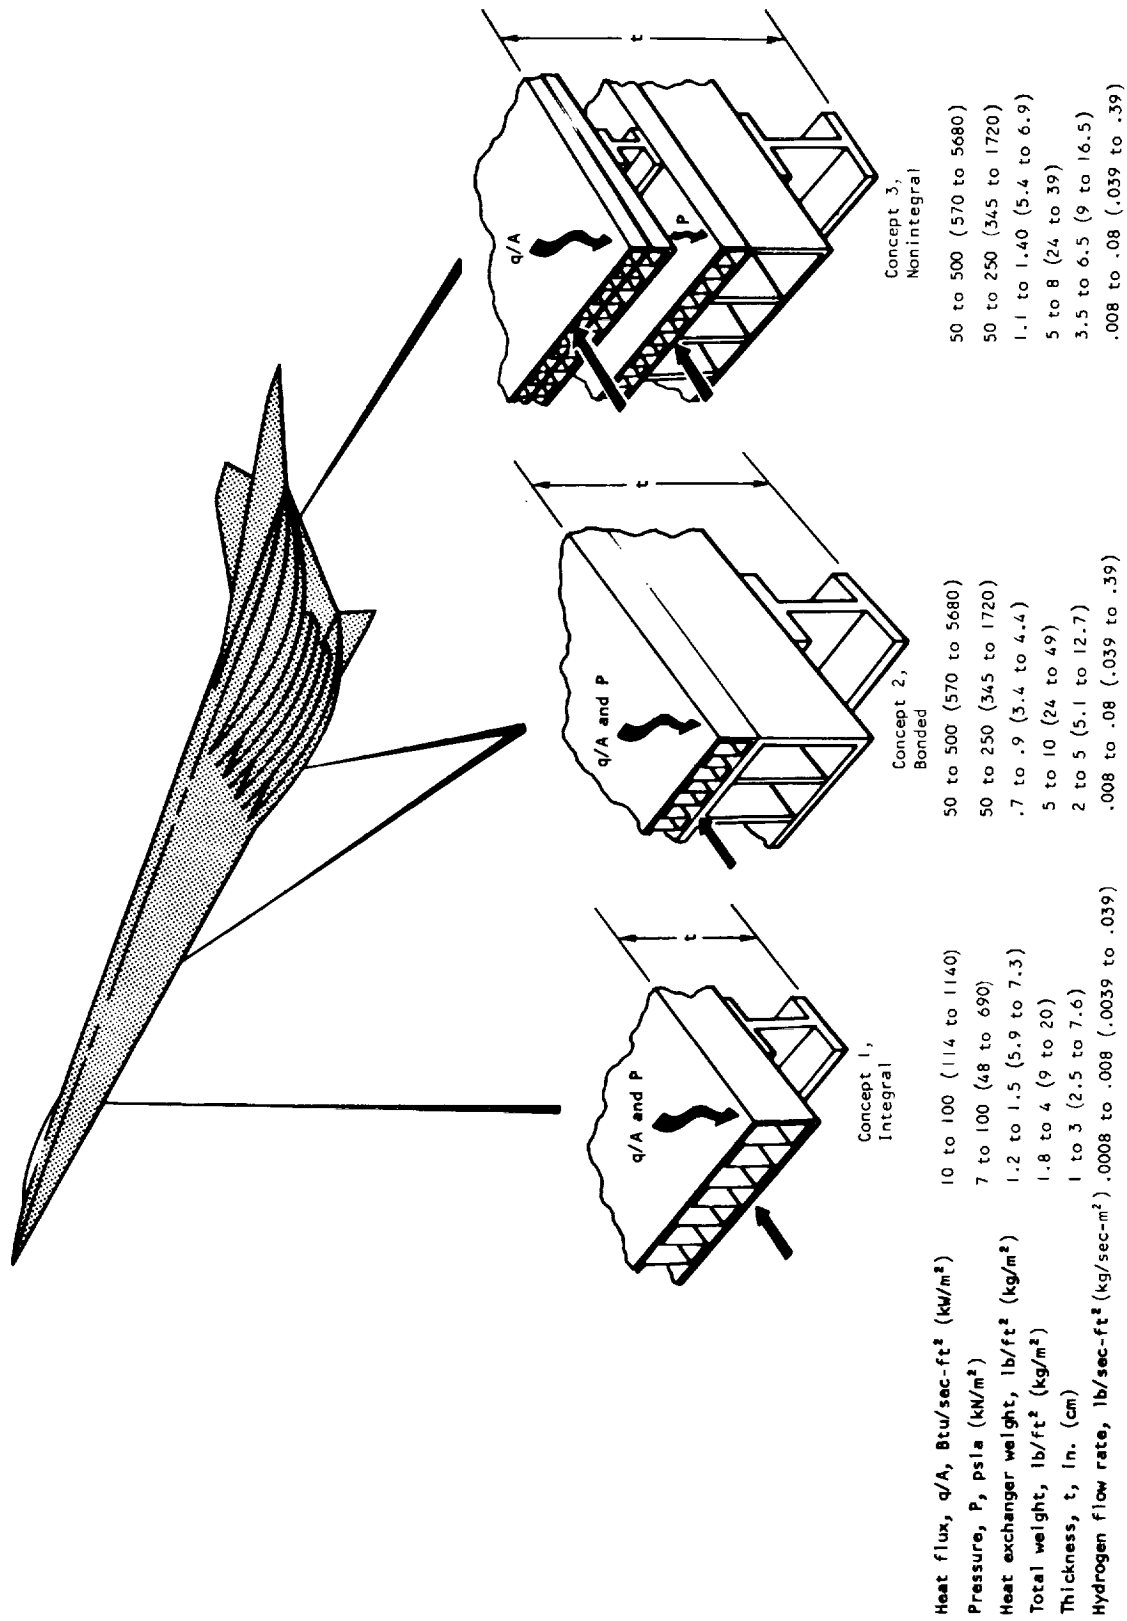 q/A and P
t
Concept 1,
Integral
q/A and P
t
Concept 2,
Bonded
q/A
P
t
Concept 3,
Nonintegral
Heat flux, q/A, Btu/sec-ft² (kW/m²) 10 to 100 (114 to 1140) 50 to 500 (570 to 5680) 50 to 500 (570 to 5680)
Pressure, P, psia (kN/m²) 7 to 100 (48 to 690) 50 to 250 (345 to 1720) 50 to 250 (345 to 1720)
Heat exchanger weight, lb/ft² (kg/m²) 1.2 to 1.5 (5.9 to 7.3) .7 to .9 (3.4 to 4.4) 1.1 to 1.40 (5.4 to 6.9)
Total weight, lb/ft² (kg/m²) 1.8 to 4 (9 to 20) 5 to 10 (24 to 49) 5 to 8 (24 to 39)
Thickness, t, in. (cm) 1 to 3 (2.5 to 7.6) 2 to 5 (5.1 to 12.7) 3.5 to 6.5 (9 to 16.5)
Hydrogen flow rate, lb/sec-ft² (kg/sec-m²) .0008 to .008 (.0039 to .039) .008 to .08 (.039 to .39) .008 to .08 (.039 to .39)